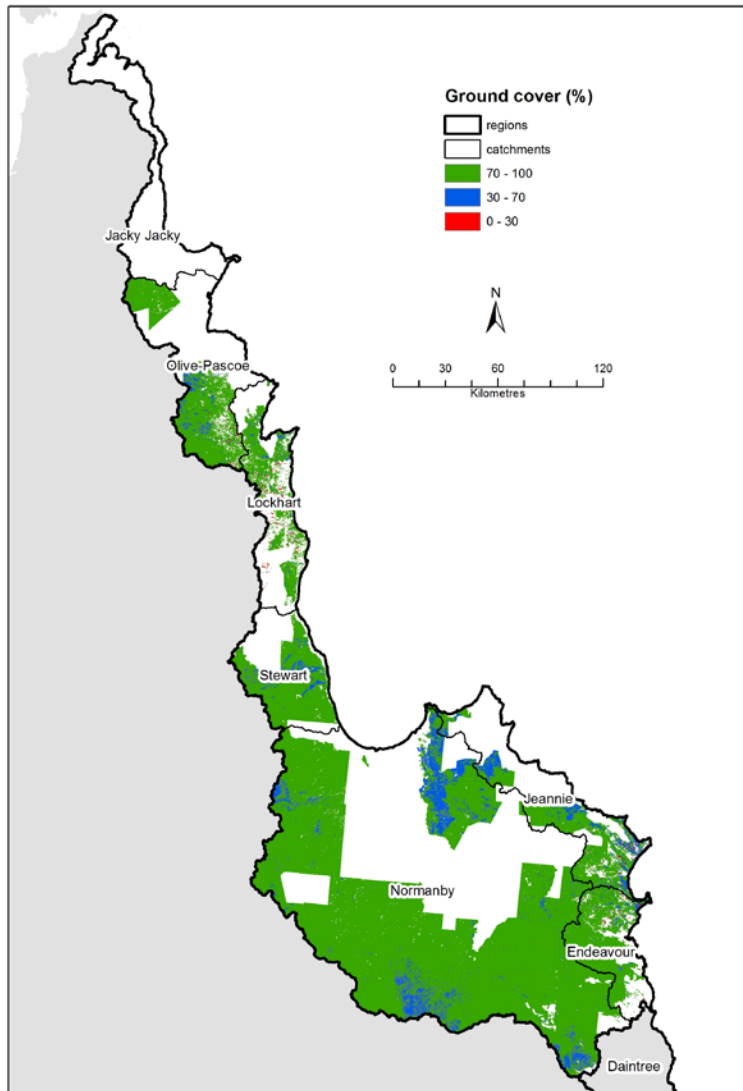 Ground cover (%)
regions
catchments
70 - 100
30 - 70
0 - 30
Jacky Jacky
N
Olive-Pascoe
0 30 60 120
Kilometres
Lockhart
Stewart
Jeannie
Normanby
Endeavour
Daintree